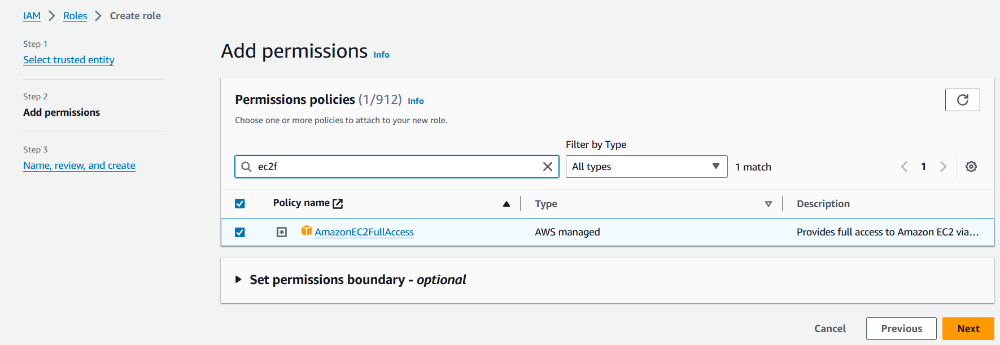 IAM > Roles > Create role
Step 1
Select trusted entity
Step 2
Add permissions
Step 3
Name, review, and create
Add permissions Info
Permissions policies (1/912) Info
Choose one or more policies to attach to your new role.
Filter by Type
ec2f
All types
1 match
1
Policy name
Type
Description
AmazonEC2FullAccess
AWS managed
Provides full access to Amazon EC2 via...
Set permissions boundary - optional
Cancel
Previous
Next